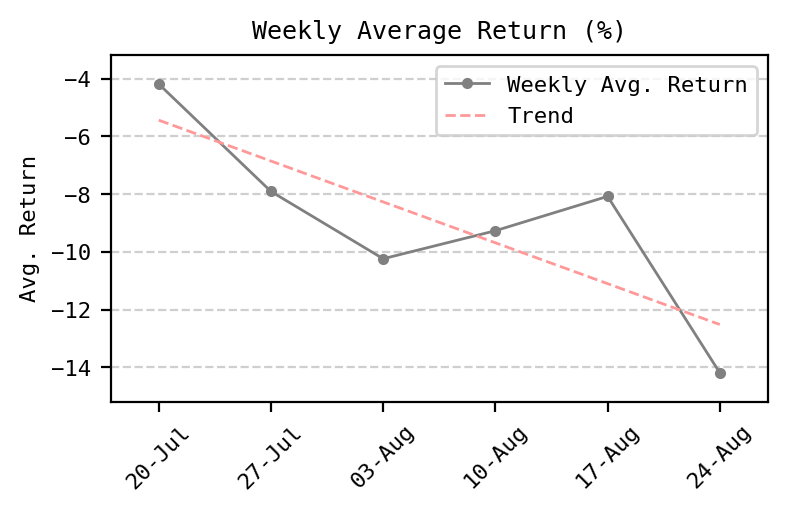 Weekly Average Return (%)
Weekly Avg. Return
Trend
Avg. Return
−4
−6
−8
−10
−12
−14
20-Jul
27-Jul
03-Aug
10-Aug
17-Aug
24-Aug